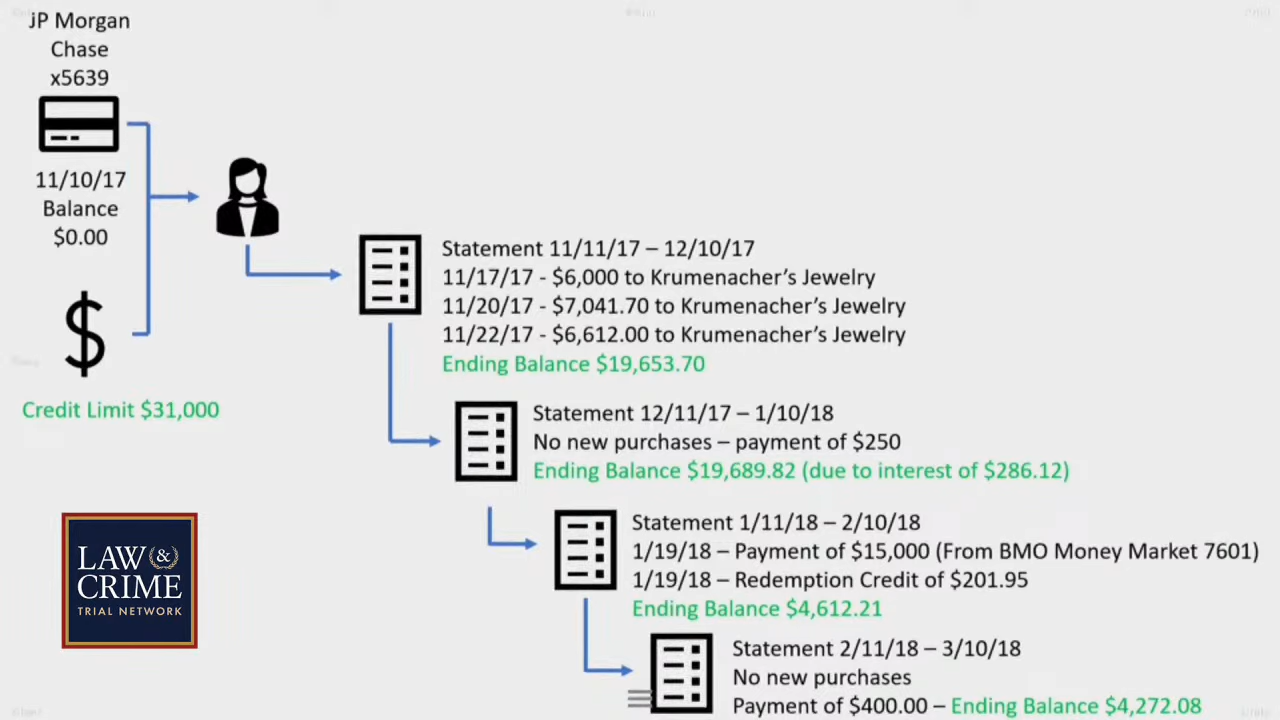 JP Morgan
Chase
x5639
11/10/17
Balance
$0.00
Credit Limit $31,000
Statement 11/11/17 – 12/10/17
11/17/17 - $6,000 to Krumenacher’s Jewelry
11/20/17 - $7,041.70 to Krumenacher’s Jewelry
11/22/17 - $6,612.00 to Krumenacher’s Jewelry
Ending Balance $19,653.70
Statement 12/11/17 – 1/10/18
No new purchases – payment of $250
Ending Balance $19,689.82 (due to interest of $286.12)
Statement 1/11/18 – 2/10/18
1/19/18 – Payment of $15,000 (From BMO Money Market 7601)
1/19/18 – Redemption Credit of $201.95
Ending Balance $4,612.21
Statement 2/11/18 – 3/10/18
No new purchases
Payment of $400.00 – Ending Balance $4,272.08
$
LAW &
CRIME
TRIAL NETWORK